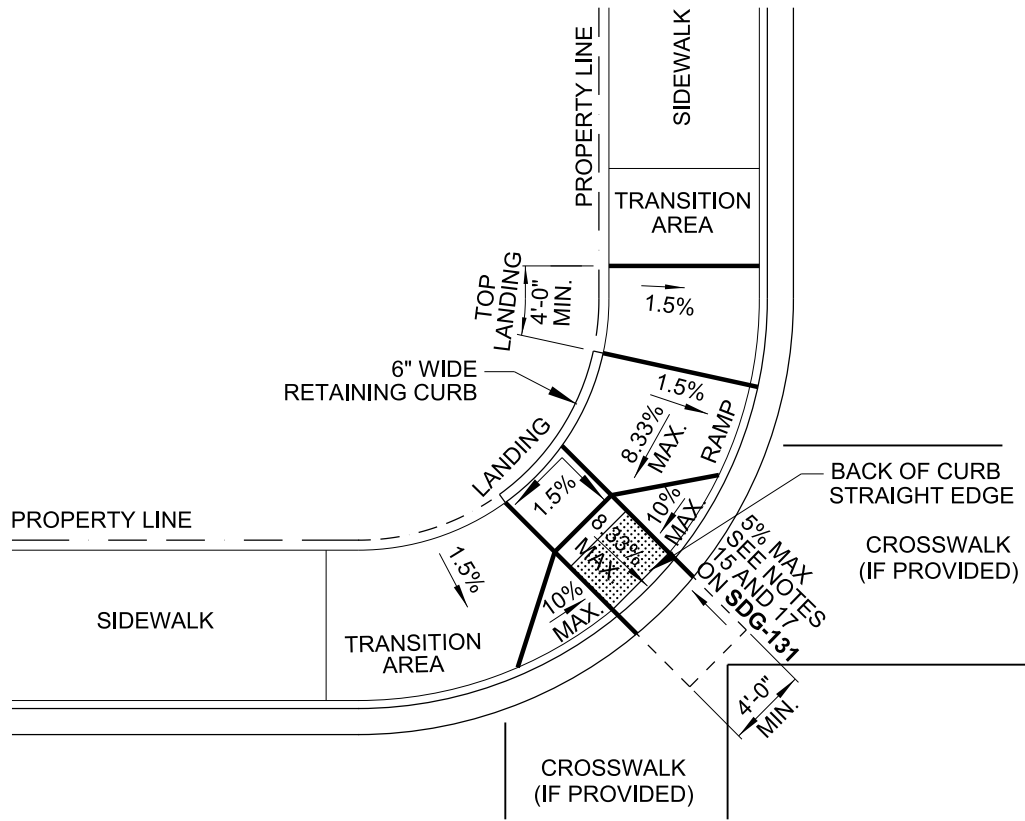 PROPERTY LINE
SIDEWALK
TRANSITION
AREA
TOP
LANDING
4'-0"
MIN.
1.5%
6" WIDE
RETAINING CURB
1.5%
8.33%
MAX.
RAMP
LANDING
1.5%
BACK OF CURB
STRAIGHT EDGE
10%
MAX.
8.33%
MAX.
5% MAX
SEE NOTES
15 AND 17
ON SDG-131
CROSSWALK
(IF PROVIDED)
PROPERTY LINE
1.5%
SIDEWALK
TRANSITION
AREA
10%
MAX.
4'-0"
MIN.
CROSSWALK
(IF PROVIDED)